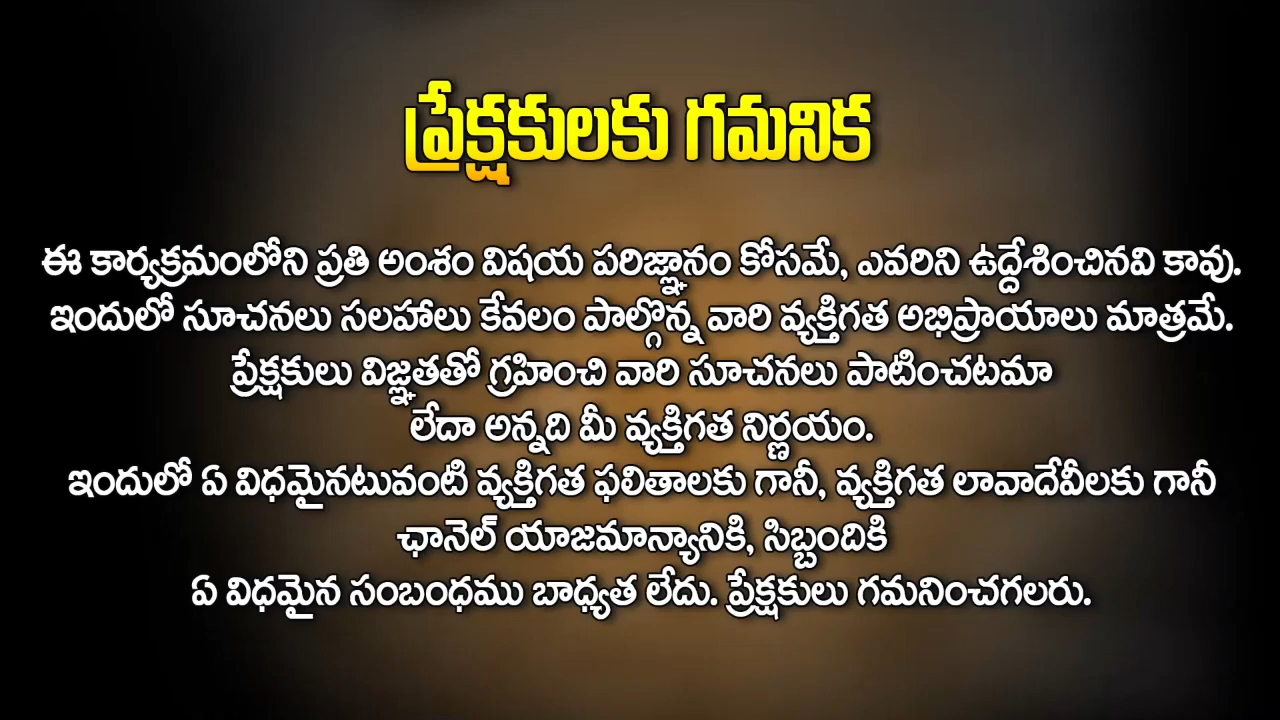 ప్రేక్షకులకు గమనిక
ఈ కార్యక్రమంలోని ప్రతి అంశం విషయ పరిజ్ఞానం కోసమే, ఎవరిని ఉద్దేశించినవి కావు.
ఇందులో సూచనలు సలహాలు కేవలం పాల్గొన్న వారి వ్యక్తిగత అభిప్రాయాలు మాత్రమే.
ప్రేక్షకులు విజ్ఞతతో గ్రహించి వారి సూచనలు పాటించటమా
లేదా అన్నది మీ వ్యక్తిగత నిర్ణయం.
ఇందులో ఏ విధమైనటువంటి వ్యక్తిగత ఫలితాలకు గానీ, వ్యక్తిగత లావాదేవీలకు గానీ
ఛానెల్ యాజమాన్యానికి, సిబ్బందికి
ఏ విధమైన సంబంధము బాధ్యత లేదు. ప్రేక్షకులు గమనించగలరు.